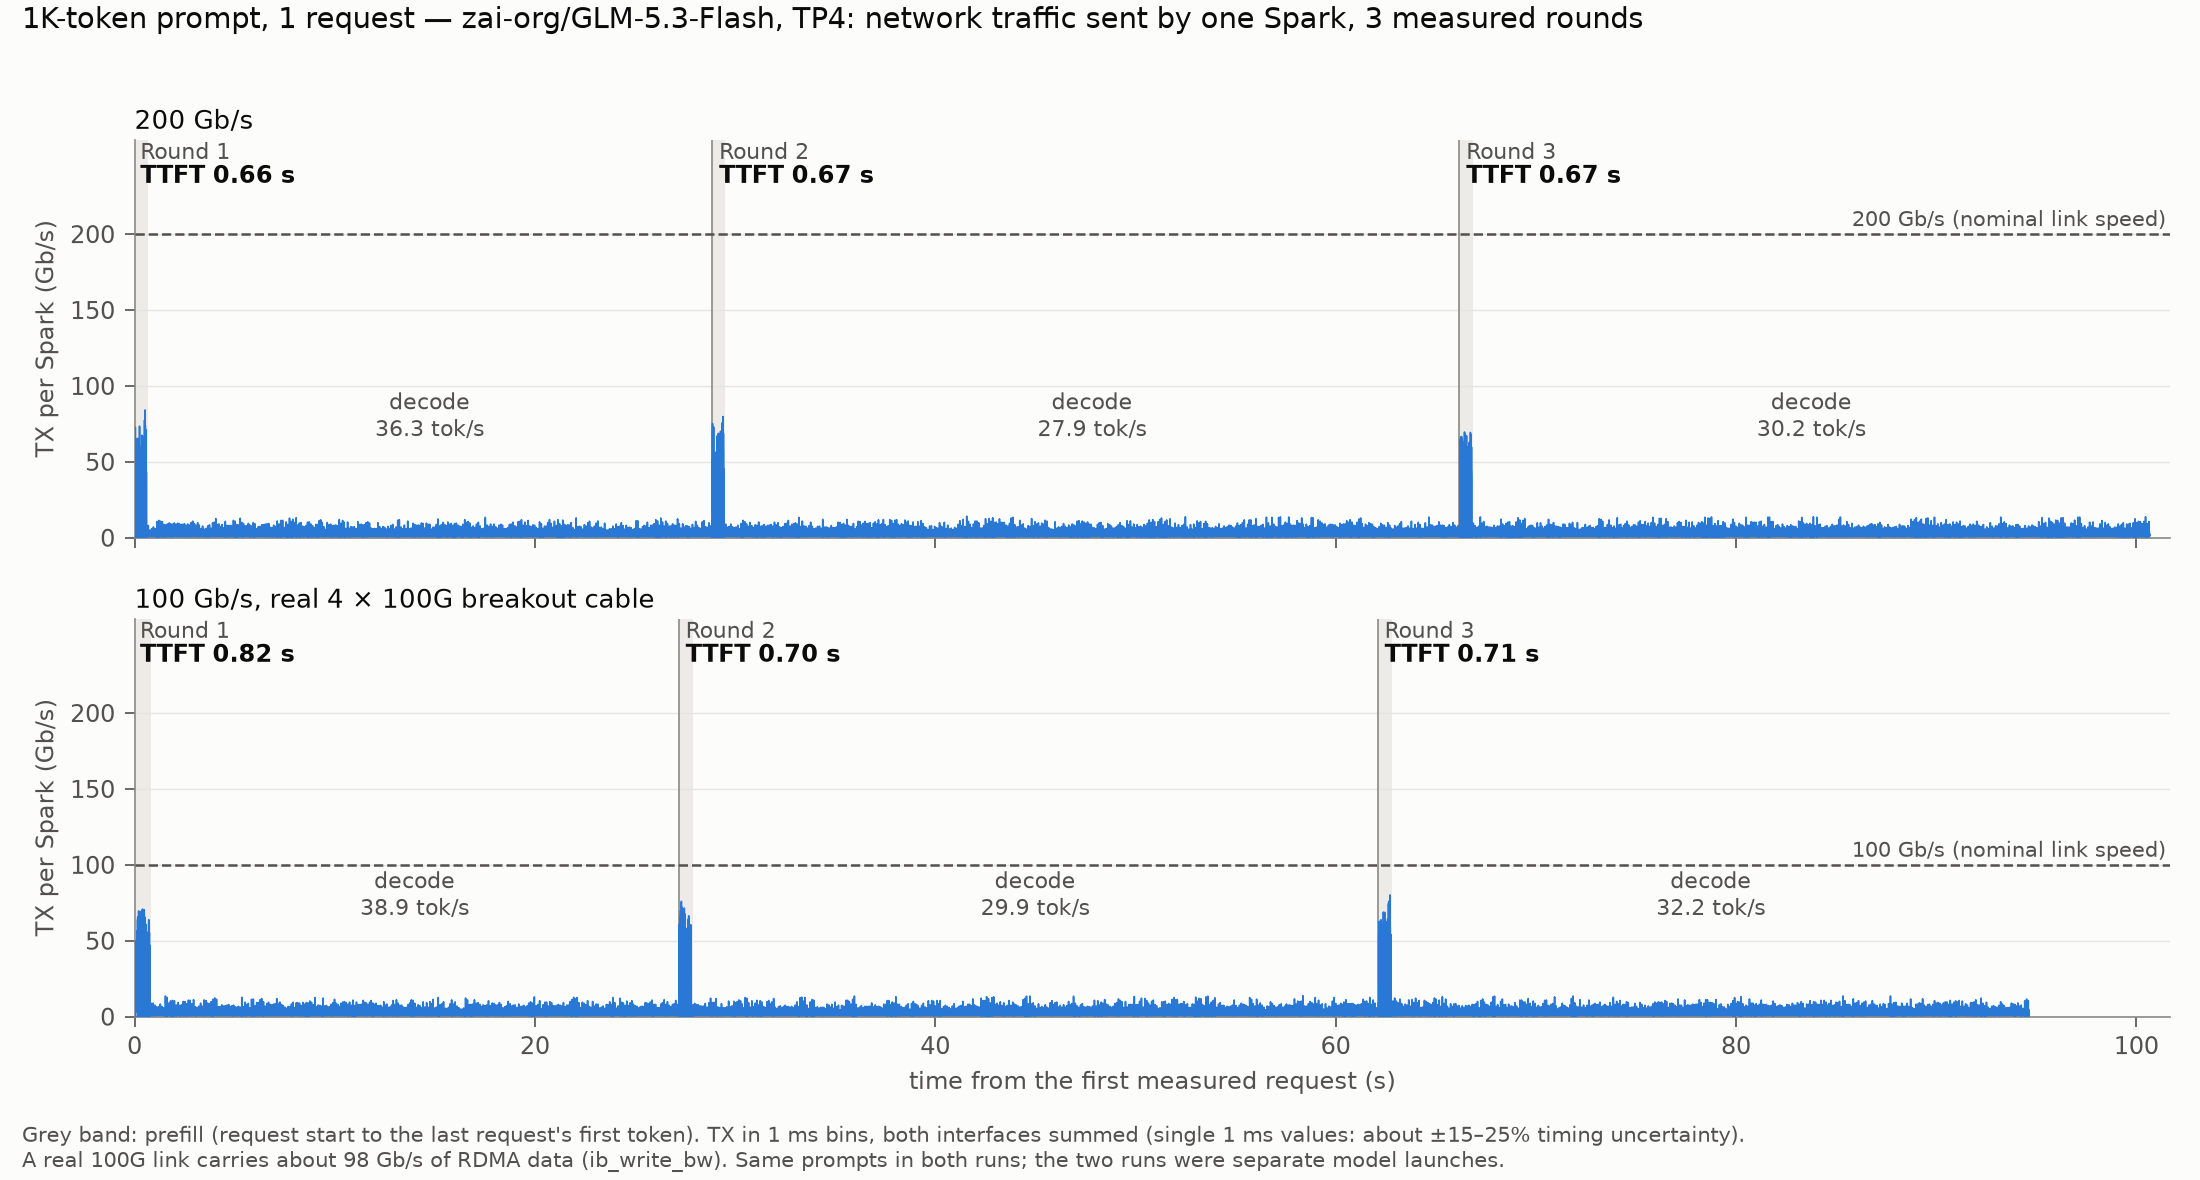 1K-token prompt, 1 request — zai-org/GLM-5.3-Flash, TP4: network traffic sent by one Spark, 3 measured rounds
200 Gb/s
Round 1
TTFT 0.66 s
Round 2
TTFT 0.67 s
Round 3
TTFT 0.67 s
200 Gb/s (nominal link speed)
TX per Spark (Gb/s)
200
150
100
50
0
decode
36.3 tok/s
decode
27.9 tok/s
decode
30.2 tok/s
100 Gb/s, real 4 × 100G breakout cable
Round 1
TTFT 0.82 s
Round 2
TTFT 0.70 s
Round 3
TTFT 0.71 s
100 Gb/s (nominal link speed)
TX per Spark (Gb/s)
200
150
100
50
0
decode
38.9 tok/s
decode
29.9 tok/s
decode
32.2 tok/s
0 20 40 60 80 100
time from the first measured request (s)
Grey band: prefill (request start to the last request's first token). TX in 1 ms bins, both interfaces summed (single 1 ms values: about ±15–25% timing uncertainty).
A real 100G link carries about 98 Gb/s of RDMA data (ib_write_bw). Same prompts in both runs; the two runs were separate model launches.